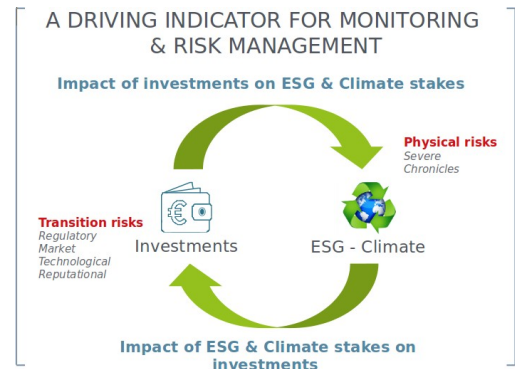 A DRIVING INDICATOR FOR MONITORING
& RISK MANAGEMENT
Impact of investments on ESG & Climate stakes
Physical risks
Severe
Chronicles
Transition risks
Regulatory
Market
Technological
Reputational
€
Investments
ESG - Climate
Impact of ESG & Climate stakes on
investments